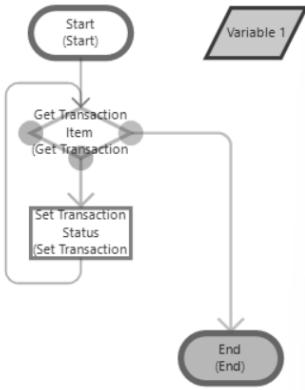 Start
(Start)
Variable 1
Get Transaction
Item
(Get Transaction
Set Transaction
Status
(Set Transaction
End
(End)